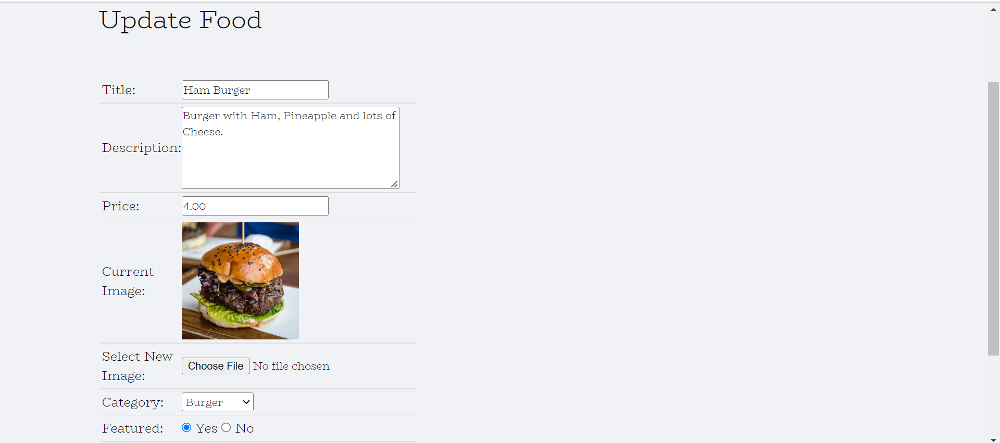 Update Food
Title: Ham Burger
Description: Burger with Ham, Pineapple and lots of
Cheese.
Price: 4.00
Current
Image:
Select New
Image:
Choose File No file chosen
Category: Burger
Featured: Yes No